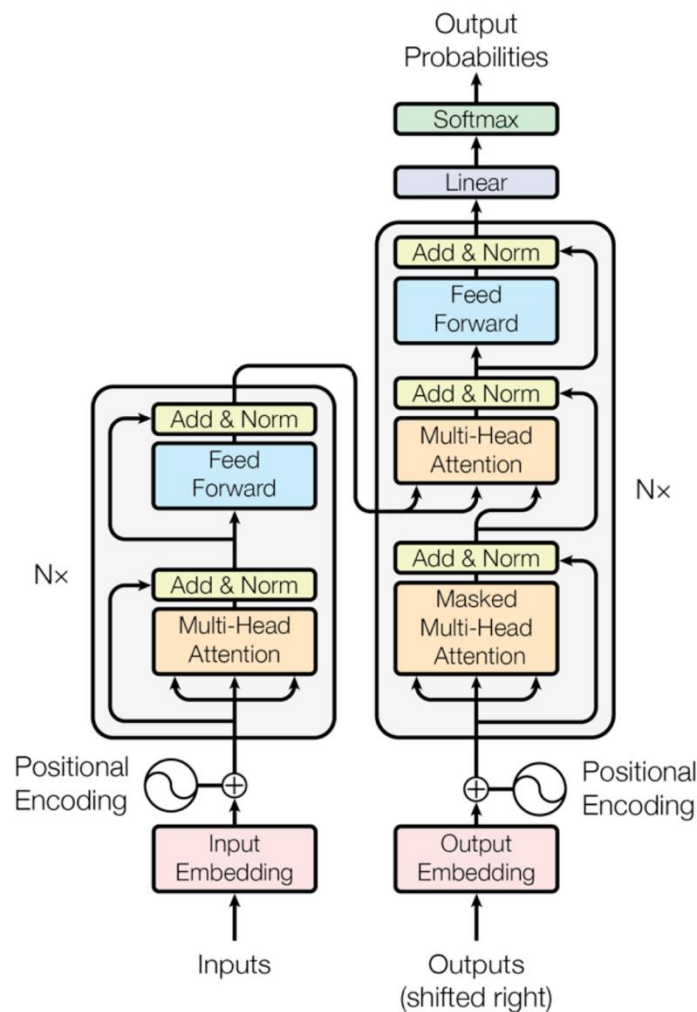 Output
Probabilities
Softmax
Linear
Add & Norm
Feed
Forward
Add & Norm
Multi-Head
Attention
Add & Norm
Masked
Multi-Head
Attention
Nx
Add & Norm
Feed
Forward
Add & Norm
Multi-Head
Attention
Nx
Positional
Encoding
Positional
Encoding
Input
Embedding
Output
Embedding
Inputs
Outputs
(shifted right)